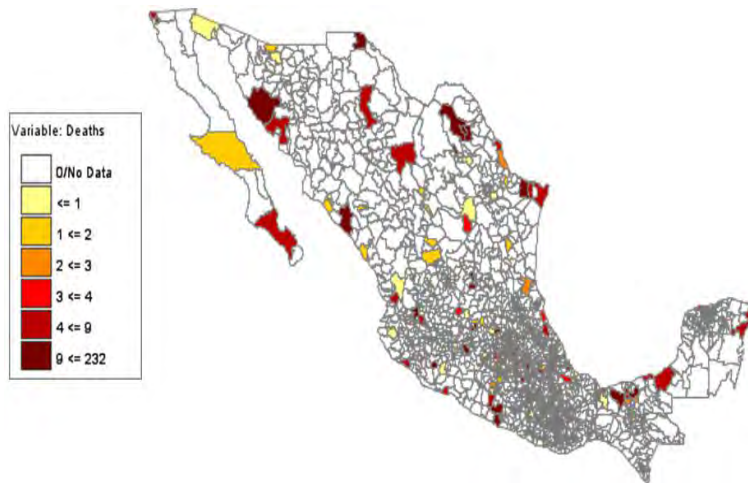 Variable: Deaths
0/No Data
<= 1
1 <= 2
2 <= 3
3 <= 4
4 <= 9
9 <= 232